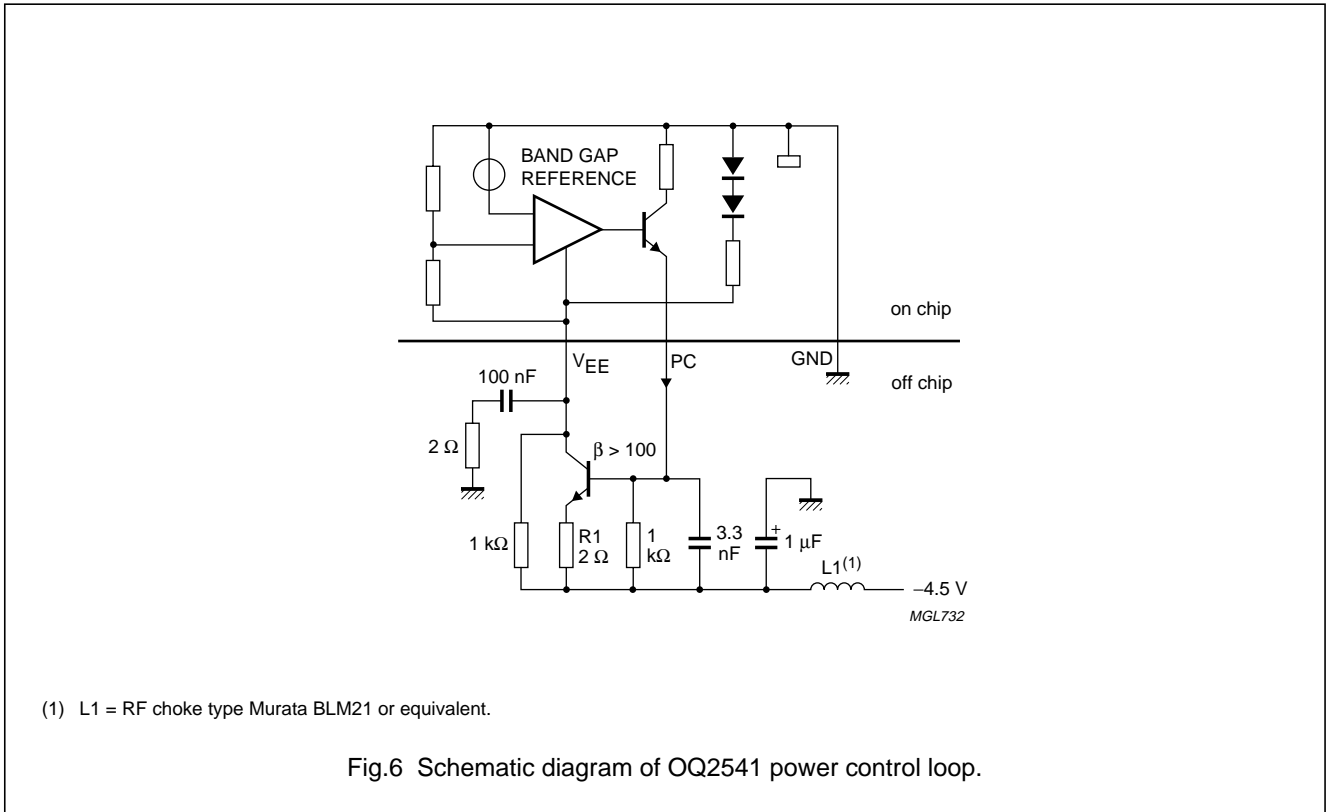 BAND GAP
REFERENCE
on chip
VEE
PC
GND
off chip
100 nF
2 Ω
β > 100
1 kΩ
R1
2 Ω
1
kΩ
3.3
nF
+
1 μF
L1(1)
−4.5 V
MGL732
(1) L1 = RF choke type Murata BLM21 or equivalent.
Fig.6 Schematic diagram of OQ2541 power control loop.